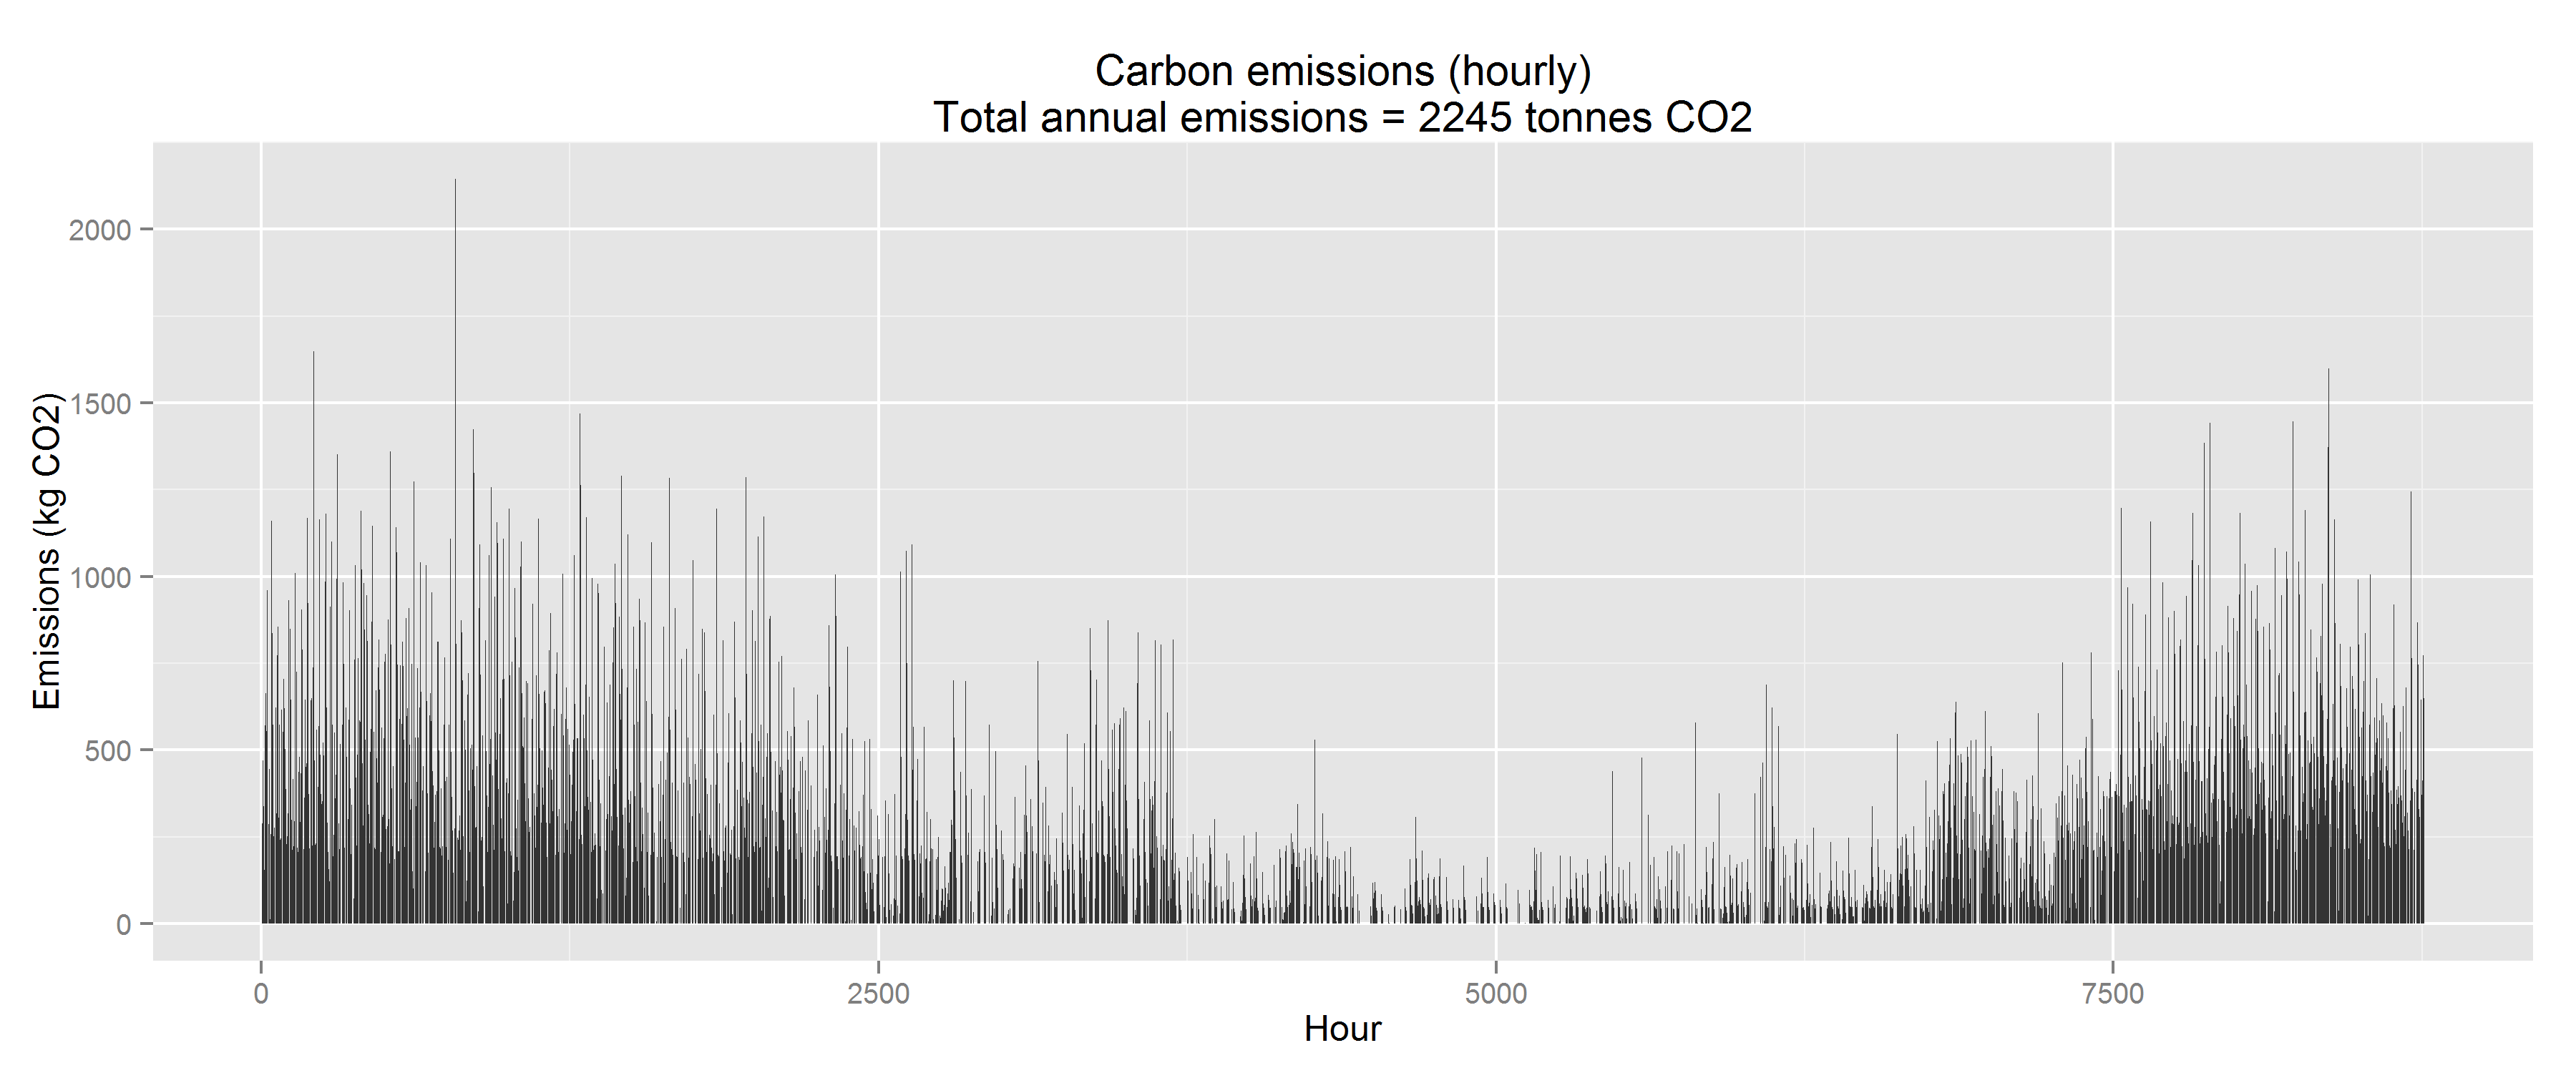 Carbon emissions (hourly)
Total annual emissions = 2245 tonnes CO2
Emissions (kg CO2)
2000
1500
1000
500
0
0
2500
5000
7500
Hour